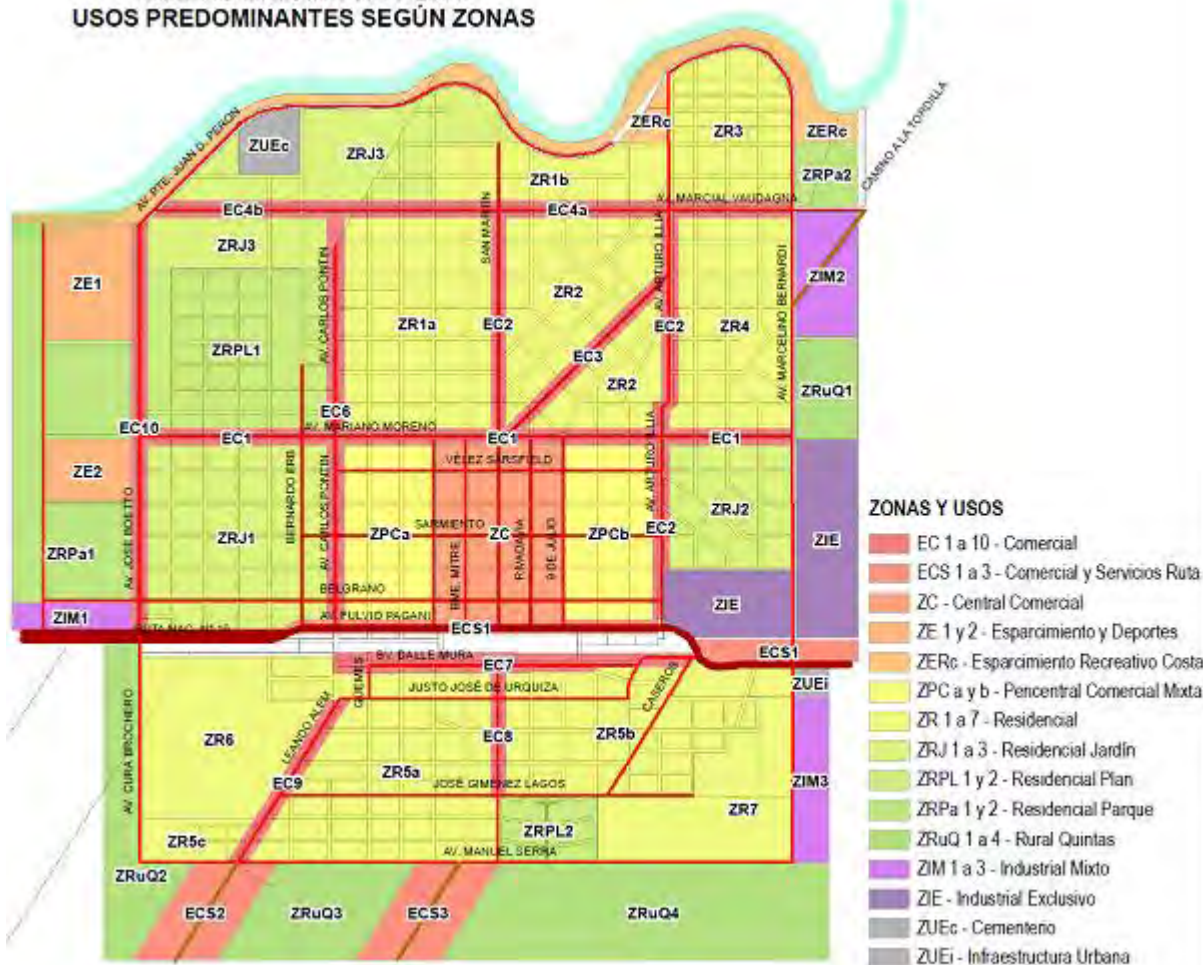 USOS PREDOMINANTES SEGÚN ZONAS
AV. PTE. JUAN D. PERON
ZUEc
ZRJ3
ZERc
ZR3
ZERc
ZR1b
ZRPa2
CAMINO A LA TORDILLA
AV. MARCIAL VAUDAGNA
EC4b
EC4a
ZRJ3
SAN MARTIN
AV. CARLOS PONTIN
AV. ARTURO ILLIA
ZE1
ZIM2
ZR2
ZR1a
EC2
EC2
ZR4
AV. MARCELINO BERNARDI
ZRPL1
EC3
ZR2
ZRuQ1
EC6
EC10
AV. MARIANO MORENO
EC1
EC1
EC1
VÉLEZ SARSFIELD
ZE2
BERNARDO ERB
AV. CARLOS PONTIN
AV. ARTURO ILLIA
ZRJ2
SARMIENTO
ZRJ1
ZPCa
ZC
ZPCb
EC2
ZIE
RIVADAVIA
9 DE JULIO
BME. MITRE
ZRPa1
AV. JOSÉ BOETTO
BELGRANO
ZIE
ZIM1
AV. FULVIO PAGANI
ECS1
ECS1
BV. DALLE MURA
EC7
GUEMES
JUSTO JOSÉ DE URQUIZA
CASEROS
ZUEi
LEANDO ALEM
ZR6
EC8
ZR5b
AV. CURA BROCHERO
ZR5a
EC9
JOSÉ GIMENEZ LAGOS
ZIM3
ZR7
ZRPL2
ZR5c
AV. MANUEL SERRA
ZRuQ2
ECS2
ZRuQ3
ECS3
ZRuQ4
ZONAS Y USOS
EC 1 a 10 - Comercial
ECS 1 a 3 - Comercial y Servicios Ruta
ZC - Central Comercial
ZE 1 y 2 - Esparcimiento y Deportes
ZERc - Esparcimiento Recreativo Costa
ZPC a y b - Pericentral Comercial Mixta
ZR 1 a 7 - Residencial
ZRJ 1 a 3 - Residencial Jardín
ZRPL 1 y 2 - Residencial Plan
ZRPa 1 y 2 - Residencial Parque
ZRuQ 1 a 4 - Rural Quintas
ZIM 1 a 3 - Industrial Mixto
ZIE - Industrial Exclusivo
ZUEc - Cementerio
ZUEi - Infraestructura Urbana